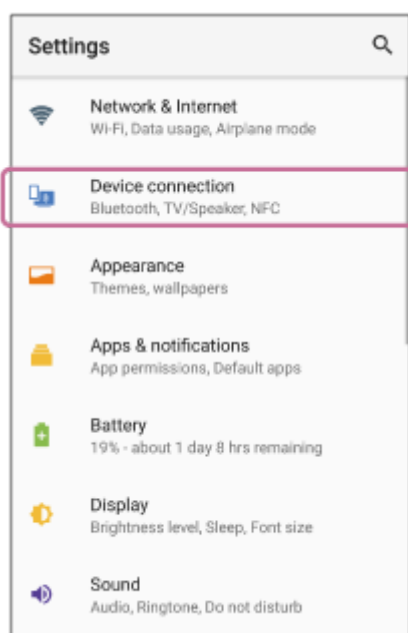 Settings
Network & Internet
Wi-Fi, Data usage, Airplane mode
Device connection
Bluetooth, TV/Speaker, NFC
Appearance
Themes, wallpapers
Apps & notifications
App permissions, Default apps
Battery
19% - about 1 day 8 hrs remaining
Display
Brightness level, Sleep, Font size
Sound
Audio, Ringtone, Do not disturb